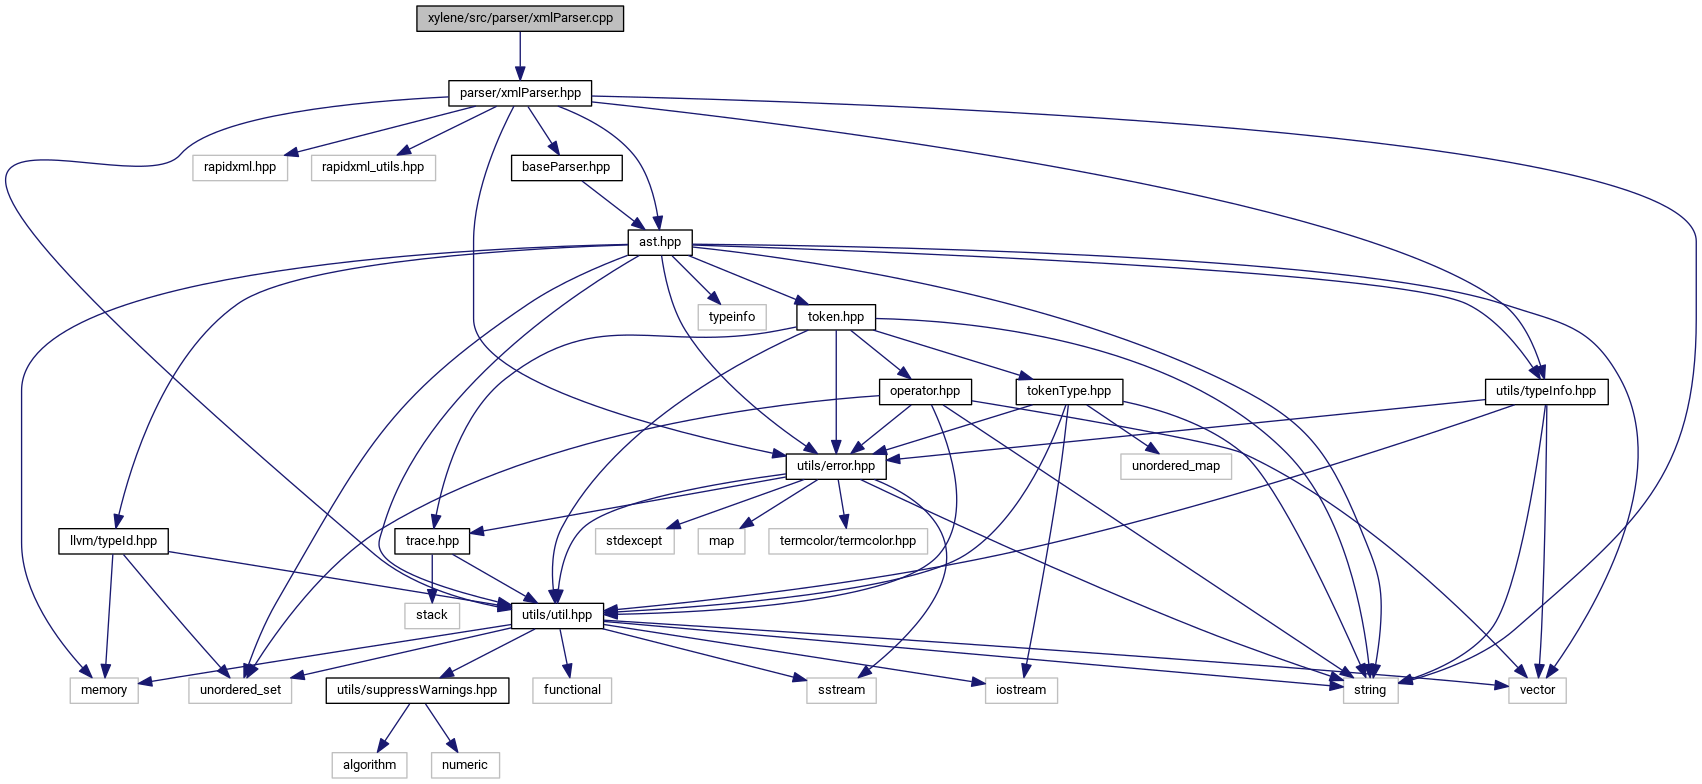 xylene/src/parser/xmlParser.cpp
parser/xmlParser.hpp
rapidxml.hpp
rapidxml_utils.hpp
baseParser.hpp
ast.hpp
typeinfo
token.hpp
operator.hpp
tokenType.hpp
utils/typeInfo.hpp
utils/error.hpp
unordered_map
llvm/typeId.hpp
trace.hpp
stdexcept
map
termcolor/termcolor.hpp
stack
utils/util.hpp
memory
unordered_set
utils/suppressWarnings.hpp
functional
sstream
iostream
string
vector
algorithm
numeric